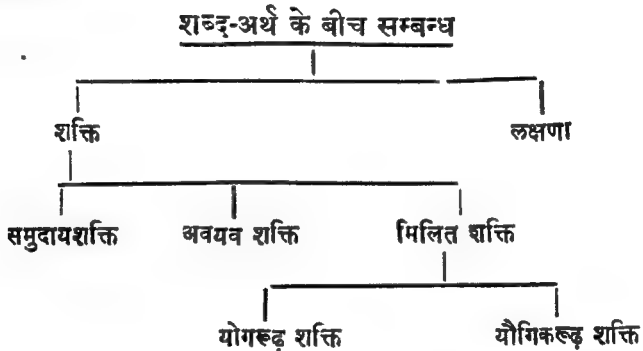 शब्द-अर्थ के बीच सम्बन्ध
शक्ति लक्षणा
समुदायशक्ति अवयव शक्ति मिलित शक्ति
योगरूढ़ शक्ति यौगिकरूढ़ शक्ति